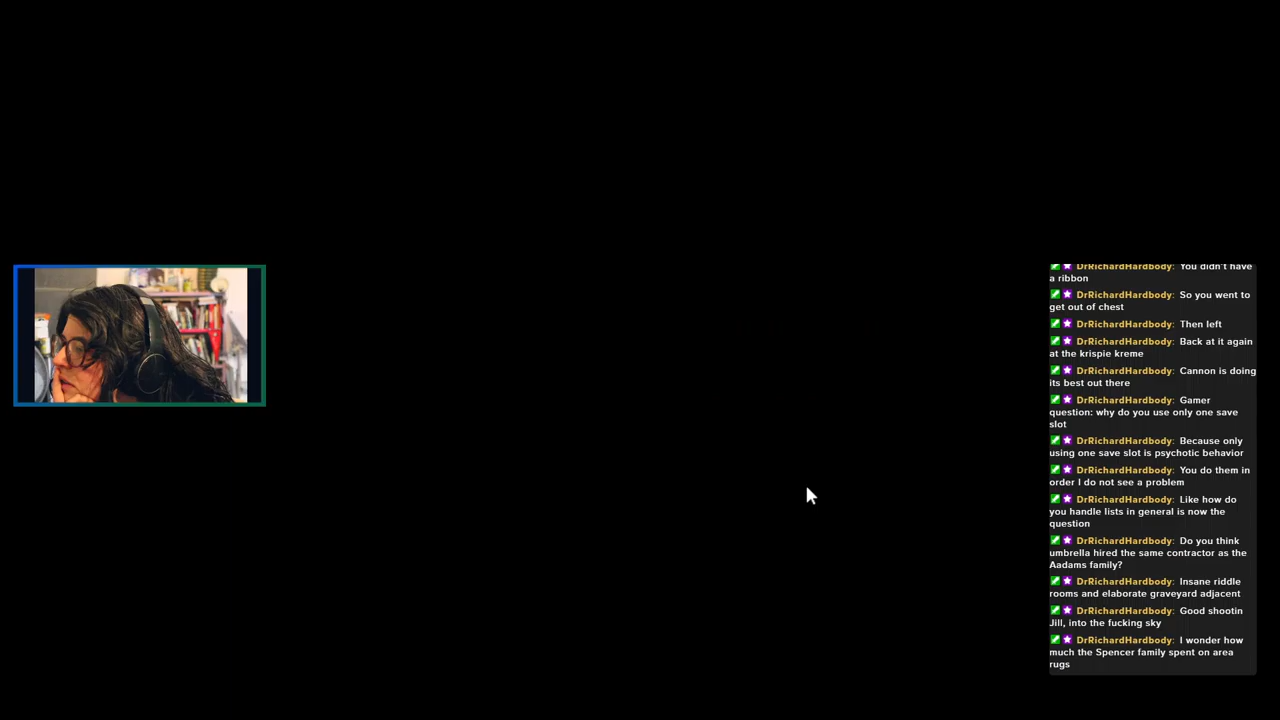 DrRichardHardbody: You didn't have
a ribbon
DrRichardHardbody: So you went to
get out of chest
DrRichardHardbody: Then left
DrRichardHardbody: Back at it again
at the krispie kreme
DrRichardHardbody: Cannon is doing
its best out there
DrRichardHardbody: Gamer
question: why do you use only one save
slot
DrRichardHardbody: Because only
using one save slot is psychotic behavior
DrRichardHardbody: You do them in
order I do not see a problem
DrRichardHardbody: Like how do
you handle lists in general is now the
question
DrRichardHardbody: Do you think
umbrella hired the same contractor as the
Aadams family?
DrRichardHardbody: Insane riddle
rooms and elaborate graveyard adjacent
DrRichardHardbody: Good shootin
Jill, into the fucking sky
DrRichardHardbody: I wonder how
much the Spencer family spent on area
rugs